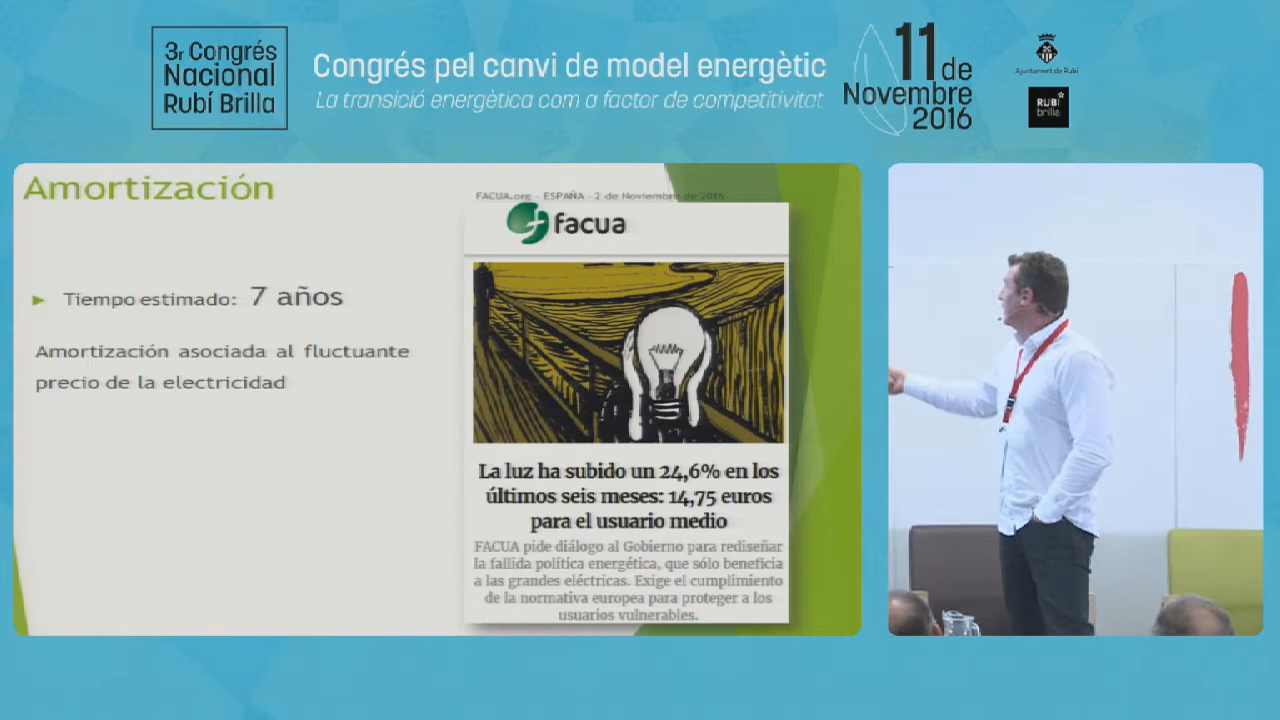 3r Congrés
Nacional
Rubí Brilla
Congrés pel canvi de model energètic
La transició energètica com a factor de competitivitat
11 de
Novembre
2016
Ajuntament de Rubí
RUBÍ
brilla
Amortización
Tiempo estimado: 7 años
Amortización asociada al fluctuante
precio de la electricidad
FACUA.org - ESPAÑA - 2 de Noviembre de 2016
facua
La luz ha subido un 24,6% en los
últimos seis meses: 14,75 euros
para el usuario medio
FACUA pide diálogo al Gobierno para rediseñar
la fallida política energética, que sólo beneficia
a las grandes eléctricas. Exige el cumplimiento
de la normativa europea para proteger a los
usuarios vulnerables.